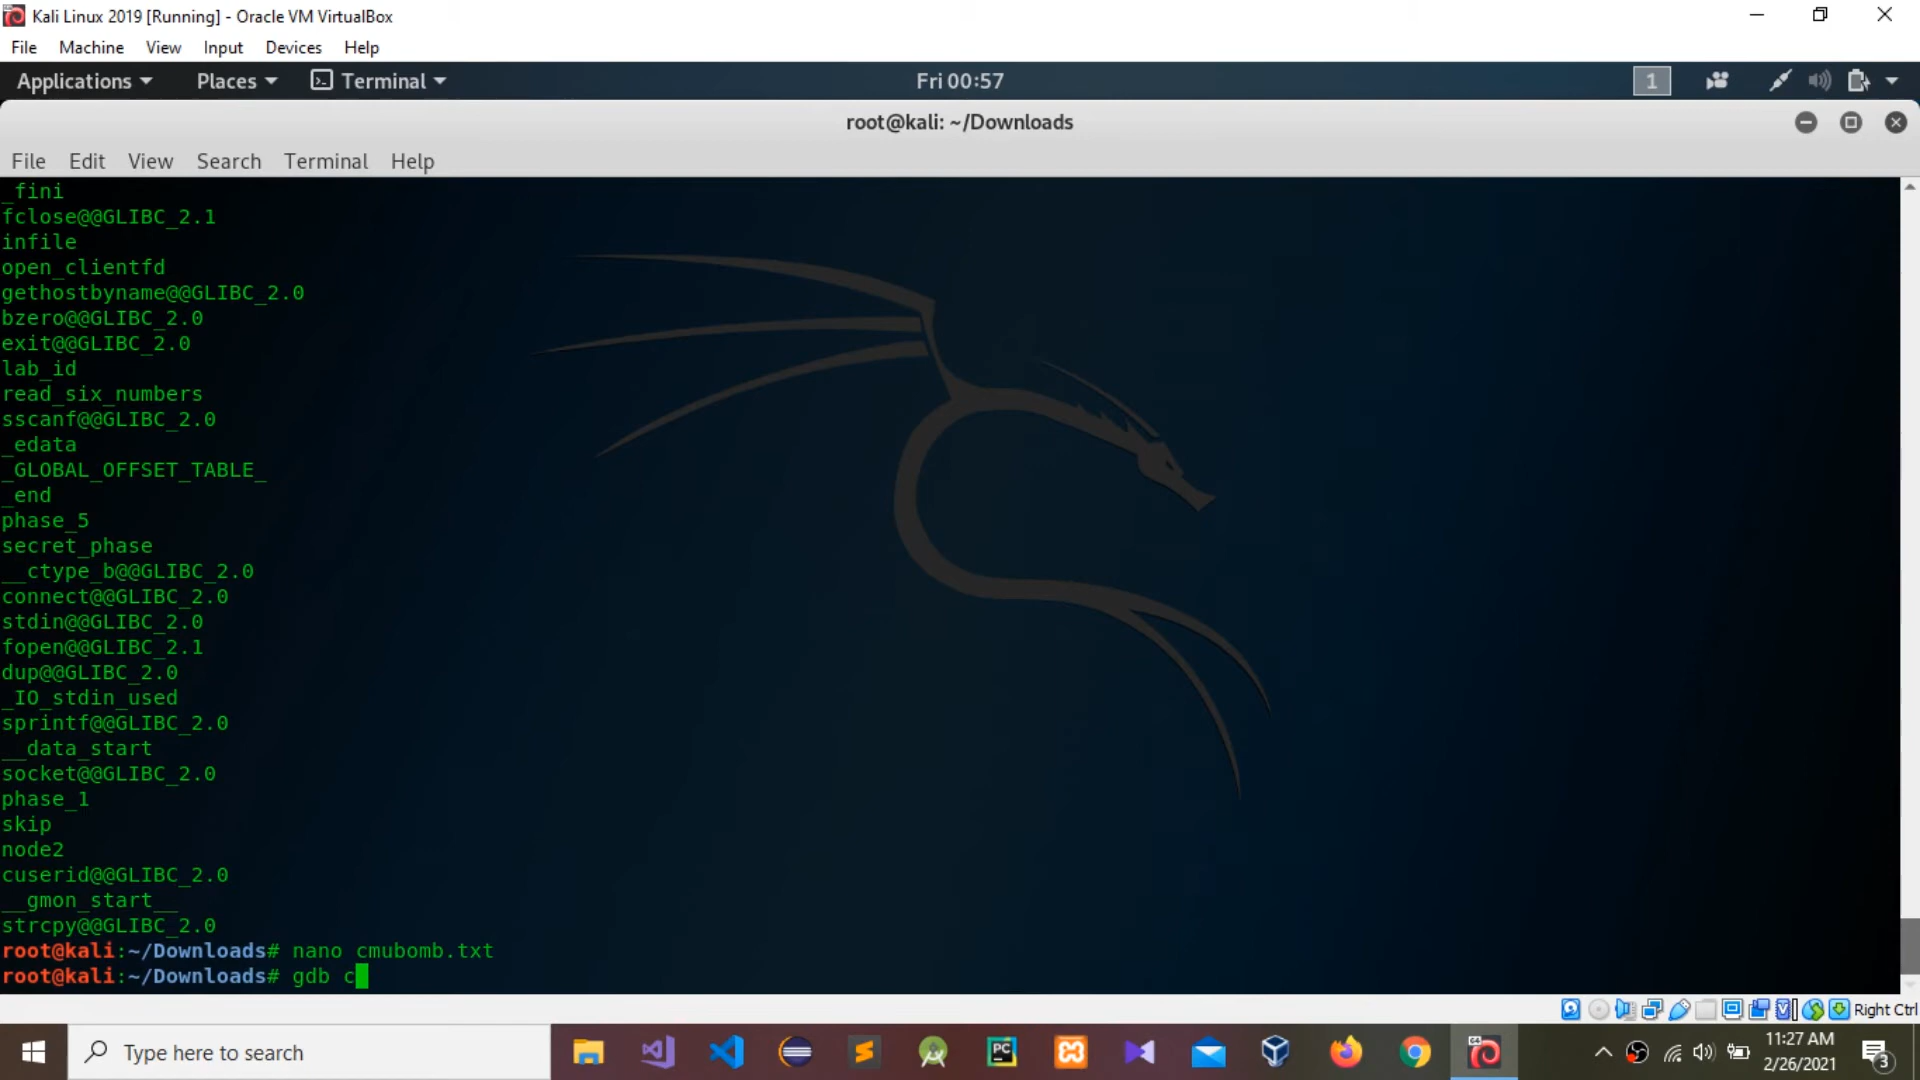 Kali Linux 2019 [Running] - Oracle VM VirtualBox
File Machine View Input Devices Help
Applications Places Terminal Fri 00:57 1
root@kali: ~/Downloads
File Edit View Search Terminal Help
_fini
fclose@@GLIBC_2.1
infile
open_clientfd
gethostbyname@@GLIBC_2.0
bzero@@GLIBC_2.0
exit@@GLIBC_2.0
lab_id
read_six_numbers
sscanf@@GLIBC_2.0
_edata
_GLOBAL_OFFSET_TABLE_
_end
phase_5
secret_phase
__ctype_b@@GLIBC_2.0
connect@@GLIBC_2.0
stdin@@GLIBC_2.0
fopen@@GLIBC_2.1
dup@@GLIBC_2.0
_IO_stdin_used
sprintf@@GLIBC_2.0
__data_start
socket@@GLIBC_2.0
phase_1
skip
node2
cuserid@@GLIBC_2.0
__gmon_start__
strcpy@@GLIBC_2.0
root@kali:~/Downloads# nano cmubomb.txt
root@kali:~/Downloads# gdb c
Right Ctrl
Type here to search
PC
11:27 AM
2/26/2021
3